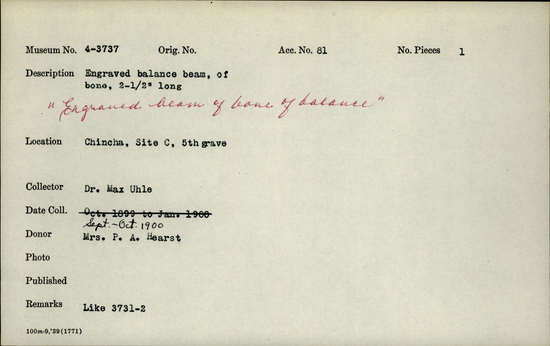 Museum No. 4-3737 Orig. No. Acc. No. 81 No. Pieces 1
Description Engraved balance beam, of
bone, 2-1/2" long
"Engraved beam of bone of balance"
Location Chincha, Site C, 5th grave
Collector Dr. Max Uhle
Date Coll. Oct. 1899 to Jan. 1900
Sept-Oct 1900
Donor Mrs. P. A. Hearst
Photo
Published
Remarks Like 3731-2
100m-9,'39(1771)